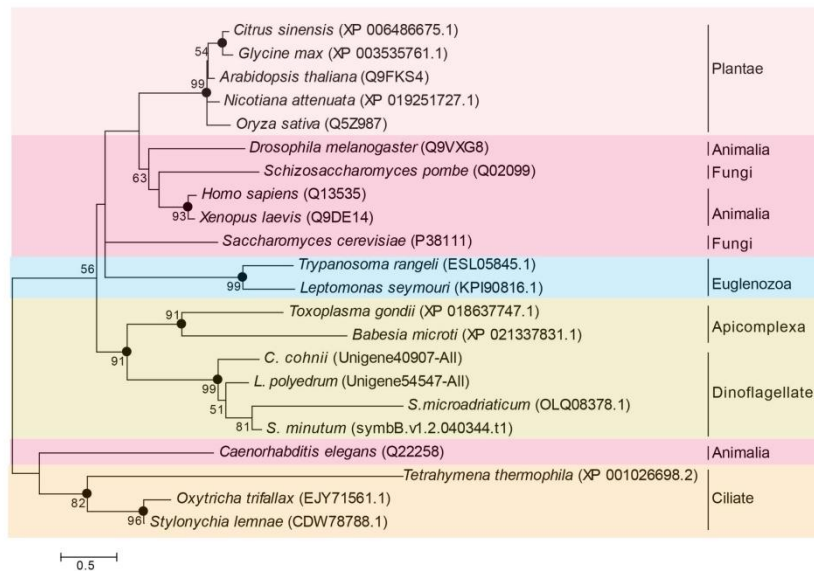 Citrus sinensis (XP 006486675.1)
54
Glycine max (XP 003535761.1)
Plantae
Arabidopsis thaliana (Q9FKS4)
99
Nicotiana attenuata (XP 019251727.1)
Oryza sativa (Q5Z987)
Drosophila melanogaster (Q9VXG8)
Animalia
63
Schizosaccharomyces pombe (Q02099)
Fungi
Homo sapiens (Q13535)
93
Xenopus laevis (Q9DE14)
Animalia
Saccharomyces cerevisiae (P38111)
Fungi
56
Trypanosoma rangeli (ESL05845.1)
99
Leptomonas seymouri (KPI90816.1)
Euglenozoa
91
Toxoplasma gondii (XP 018637747.1)
Apicomplexa
Babesia microti (XP 021337831.1)
91
C. cohnii (Unigene40907-All)
99
L. polyedrum (Unigene54547-All)
Dinoflagellate
51
S.microadriaticum (OLQ08378.1)
81
S. minutum (symbB.v1.2.040344.t1)
Caenorhabditis elegans (Q22258)
Animalia
Tetrahymena thermophila (XP 001026698.2)
82
Oxytricha trifallax (EJY71561.1)
Ciliate
96
Stylonychia lemnae (CDW78788.1)
0.5